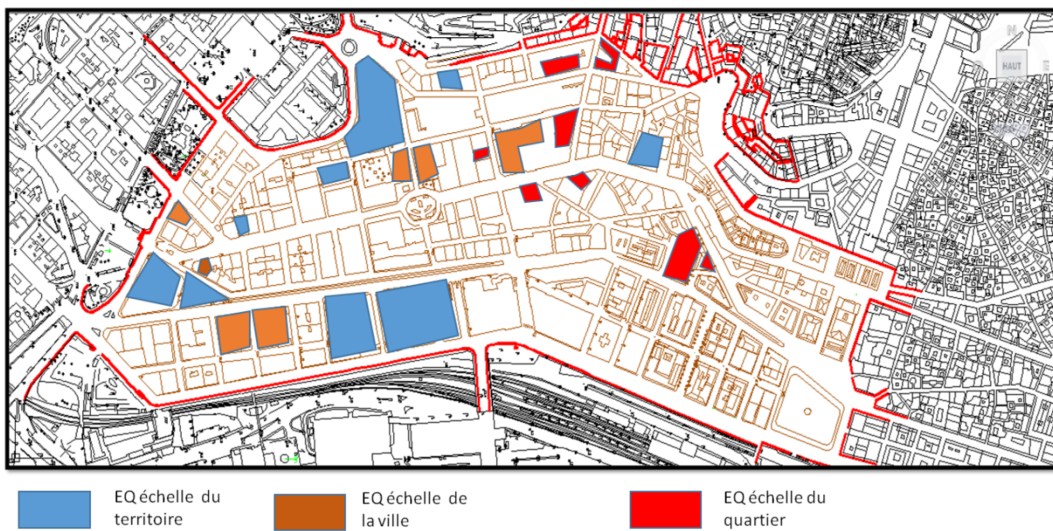 N
HAUT
EQ échelle du
territoire
EQ échelle de
la ville
EQ échelle du
quartier